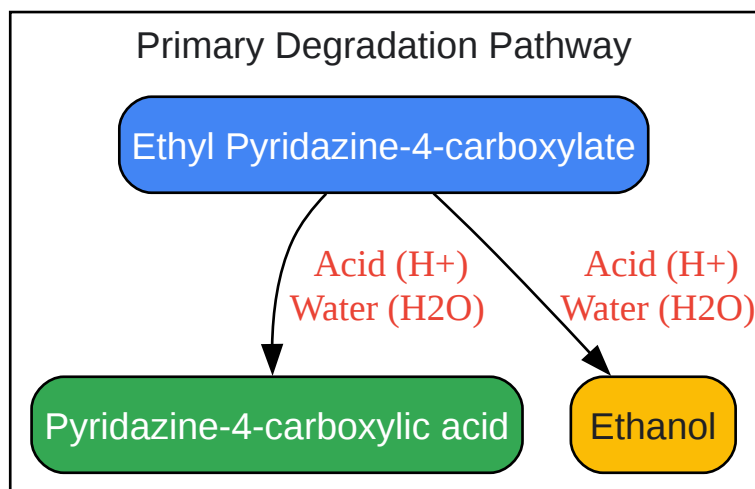 Primary Degradation Pathway
Ethyl Pyridazine-4-carboxylate
Acid (H+)
Water (H2O)
Acid (H+)
Water (H2O)
Pyridazine-4-carboxylic acid
Ethanol